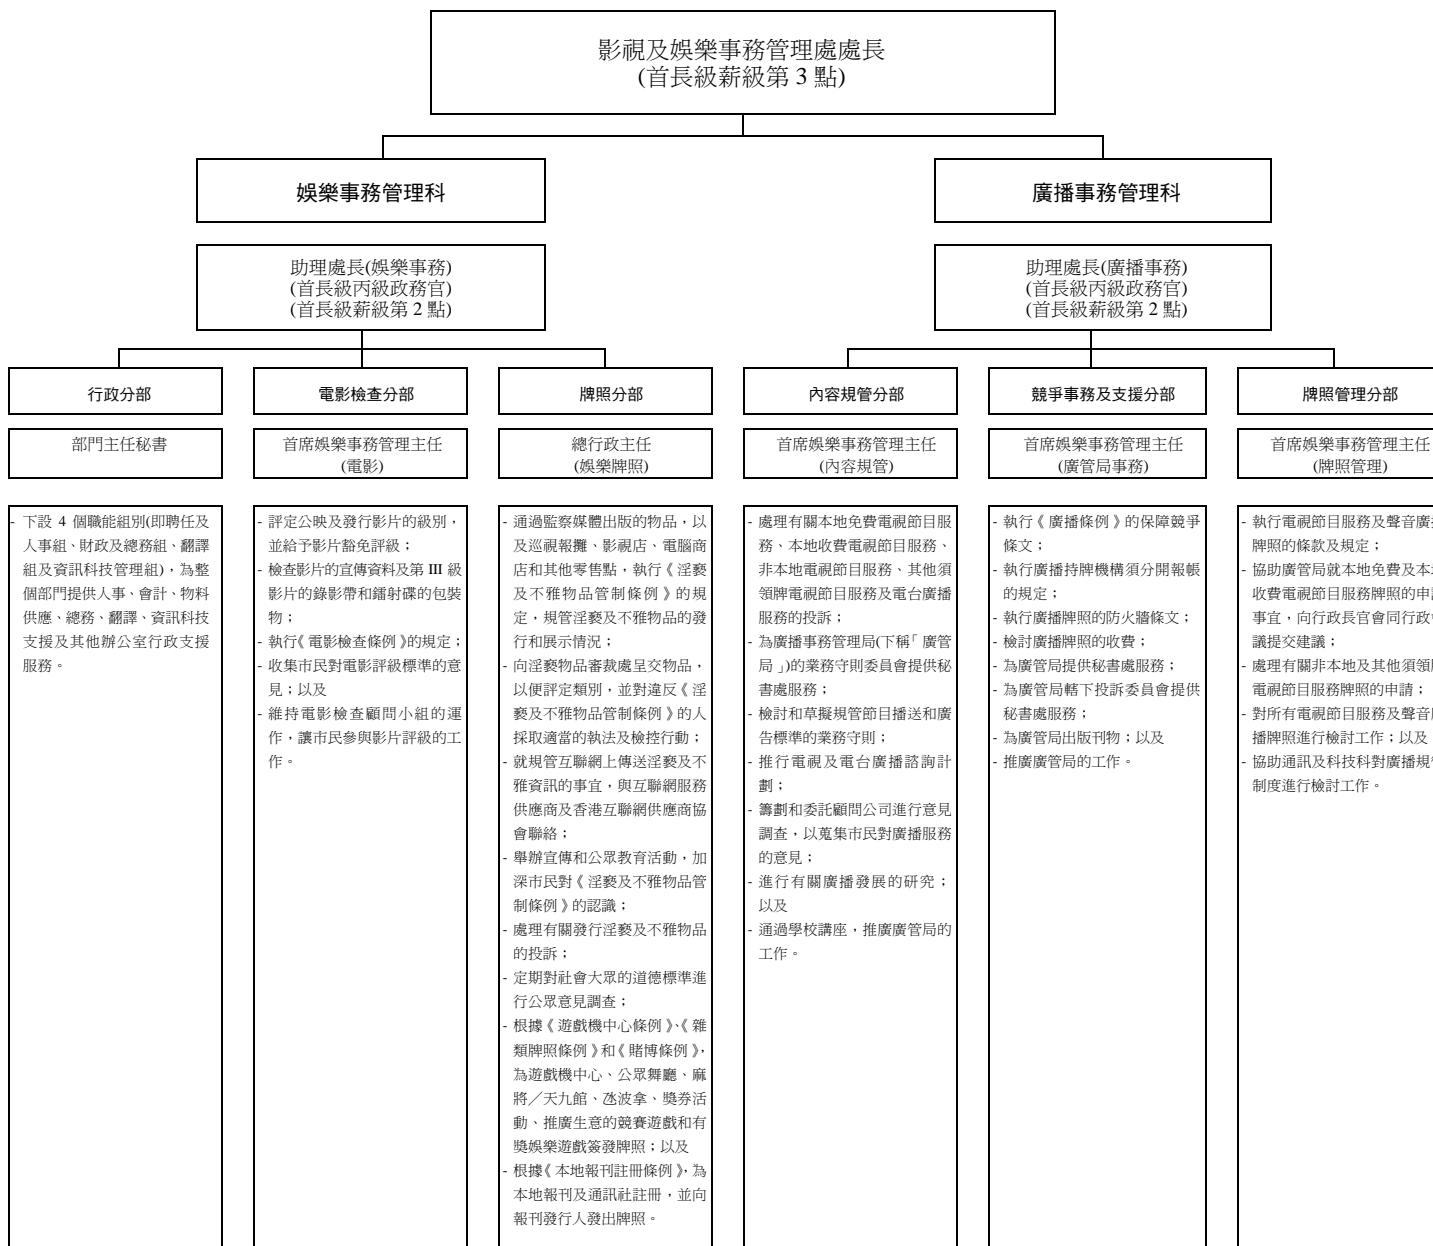 影視及娛樂事務管理處處長
(首長級薪級第 3 點)
娛樂事務管理科
廣播事務管理科
助理處長(娛樂事務)
(首長級丙級政務官)
(首長級薪級第 2 點)
助理處長(廣播事務)
(首長級丙級政務官)
(首長級薪級第 2 點)
行政分部
部門主任秘書
- 下設 4 個職能組別(即聘任及
人事組、財政及總務組、翻譯
組及資訊科技管理組)，為整
個部門提供人事、會計、物料
供應、總務、翻譯、資訊科技
支援及其他辦公室行政支援
服務。
電影檢查分部
首席娛樂事務管理主任
(電影)
- 評定公映及發行影片的級別，
並給予影片豁免評級；
- 檢查影片的宣傳資料及第 III 級
影片的錄影帶和鐳射碟的包裝
物；
- 執行《電影檢查條例》的規定；
- 收集市民對電影評級標準的意
見；以及
- 維持電影檢查顧問小組的運
作，讓市民參與影片評級的工
作。
牌照分部
總行政主任
(娛樂牌照)
- 通過監察媒體出版的物品，以
及巡視報攤、影視店、電腦商
店和其他零售點，執行《淫褻
及不雅物品管制條例》的規
定，規管淫褻及不雅物品的發
行和展示情況；
- 向淫褻物品審裁處呈交物品，
以便評定類別，並對違反《淫
褻及不雅物品管制條例》的人
採取適當的執法及檢控行動；
- 就規管互聯網上傳送淫褻及不
雅資訊的事宜，與互聯網服務
供應商及香港互聯網供應商協
會聯絡；
- 舉辦宣傳和公眾教育活動，加
深市民對《淫褻及不雅物品管
制條例》的認識；
- 處理有關發行淫褻及不雅物品
的投訴；
- 定期對社會大眾的道德標準進
行公眾意見調查；
- 根據《遊戲機中心條例》、《雜
類牌照條例》和《賭博條例》，
為遊戲機中心、公眾舞廳、麻
將／天九館、氹波拿、獎券活
動、推廣生意的競賽遊戲和有
獎娛樂遊戲簽發牌照；以及
- 根據《本地報刊註冊條例》，為
本地報刊及通訊社註冊，並向
報刊發行人發出牌照。
內容規管分部
首席娛樂事務管理主任
(內容規管)
- 處理有關本地免費電視節目服
務、本地收費電視節目服務、
非本地電視節目服務、其他須
領牌電視節目服務及電台廣播
服務的投訴；
- 為廣播事務管理局(下稱「廣管
局」)的業務守則委員會提供秘
書處服務；
- 檢討和草擬規管節目播送和廣
告標準的業務守則；
- 推行電視及電台廣播諮詢計
劃；
- 籌劃和委託顧問公司進行意見
調查，以蒐集市民對廣播服務
的意見；
- 進行有關廣播發展的研究；
以及
- 通過學校講座，推廣廣管局的
工作。
競爭事務及支援分部
首席娛樂事務管理主任
(廣管局事務)
- 執行《廣播條例》的保障競爭
條文；
- 執行廣播持牌機構須分開報帳
的規定；
- 執行廣播牌照的防火牆條文；
- 檢討廣播牌照的收費；
- 為廣管局提供秘書處服務；
- 為廣管局轄下投訴委員會提供
秘書處服務；
- 為廣管局出版刊物；以及
- 推廣廣管局的工作。
牌照管理分部
首席娛樂事務管理主任
(牌照管理)
- 執行電視節目服務及聲音廣
牌照的條款及規定；
- 協助廣管局就本地免費及本
收費電視節目服務牌照的申
事宜，向行政長官會同行政
議提交建議；
- 處理有關非本地及其他須領
電視節目服務牌照的申請；
- 對所有電視節目服務及聲音
播牌照進行檢討工作；以及
- 協助通訊及科技科對廣播規
制度進行檢討工作。